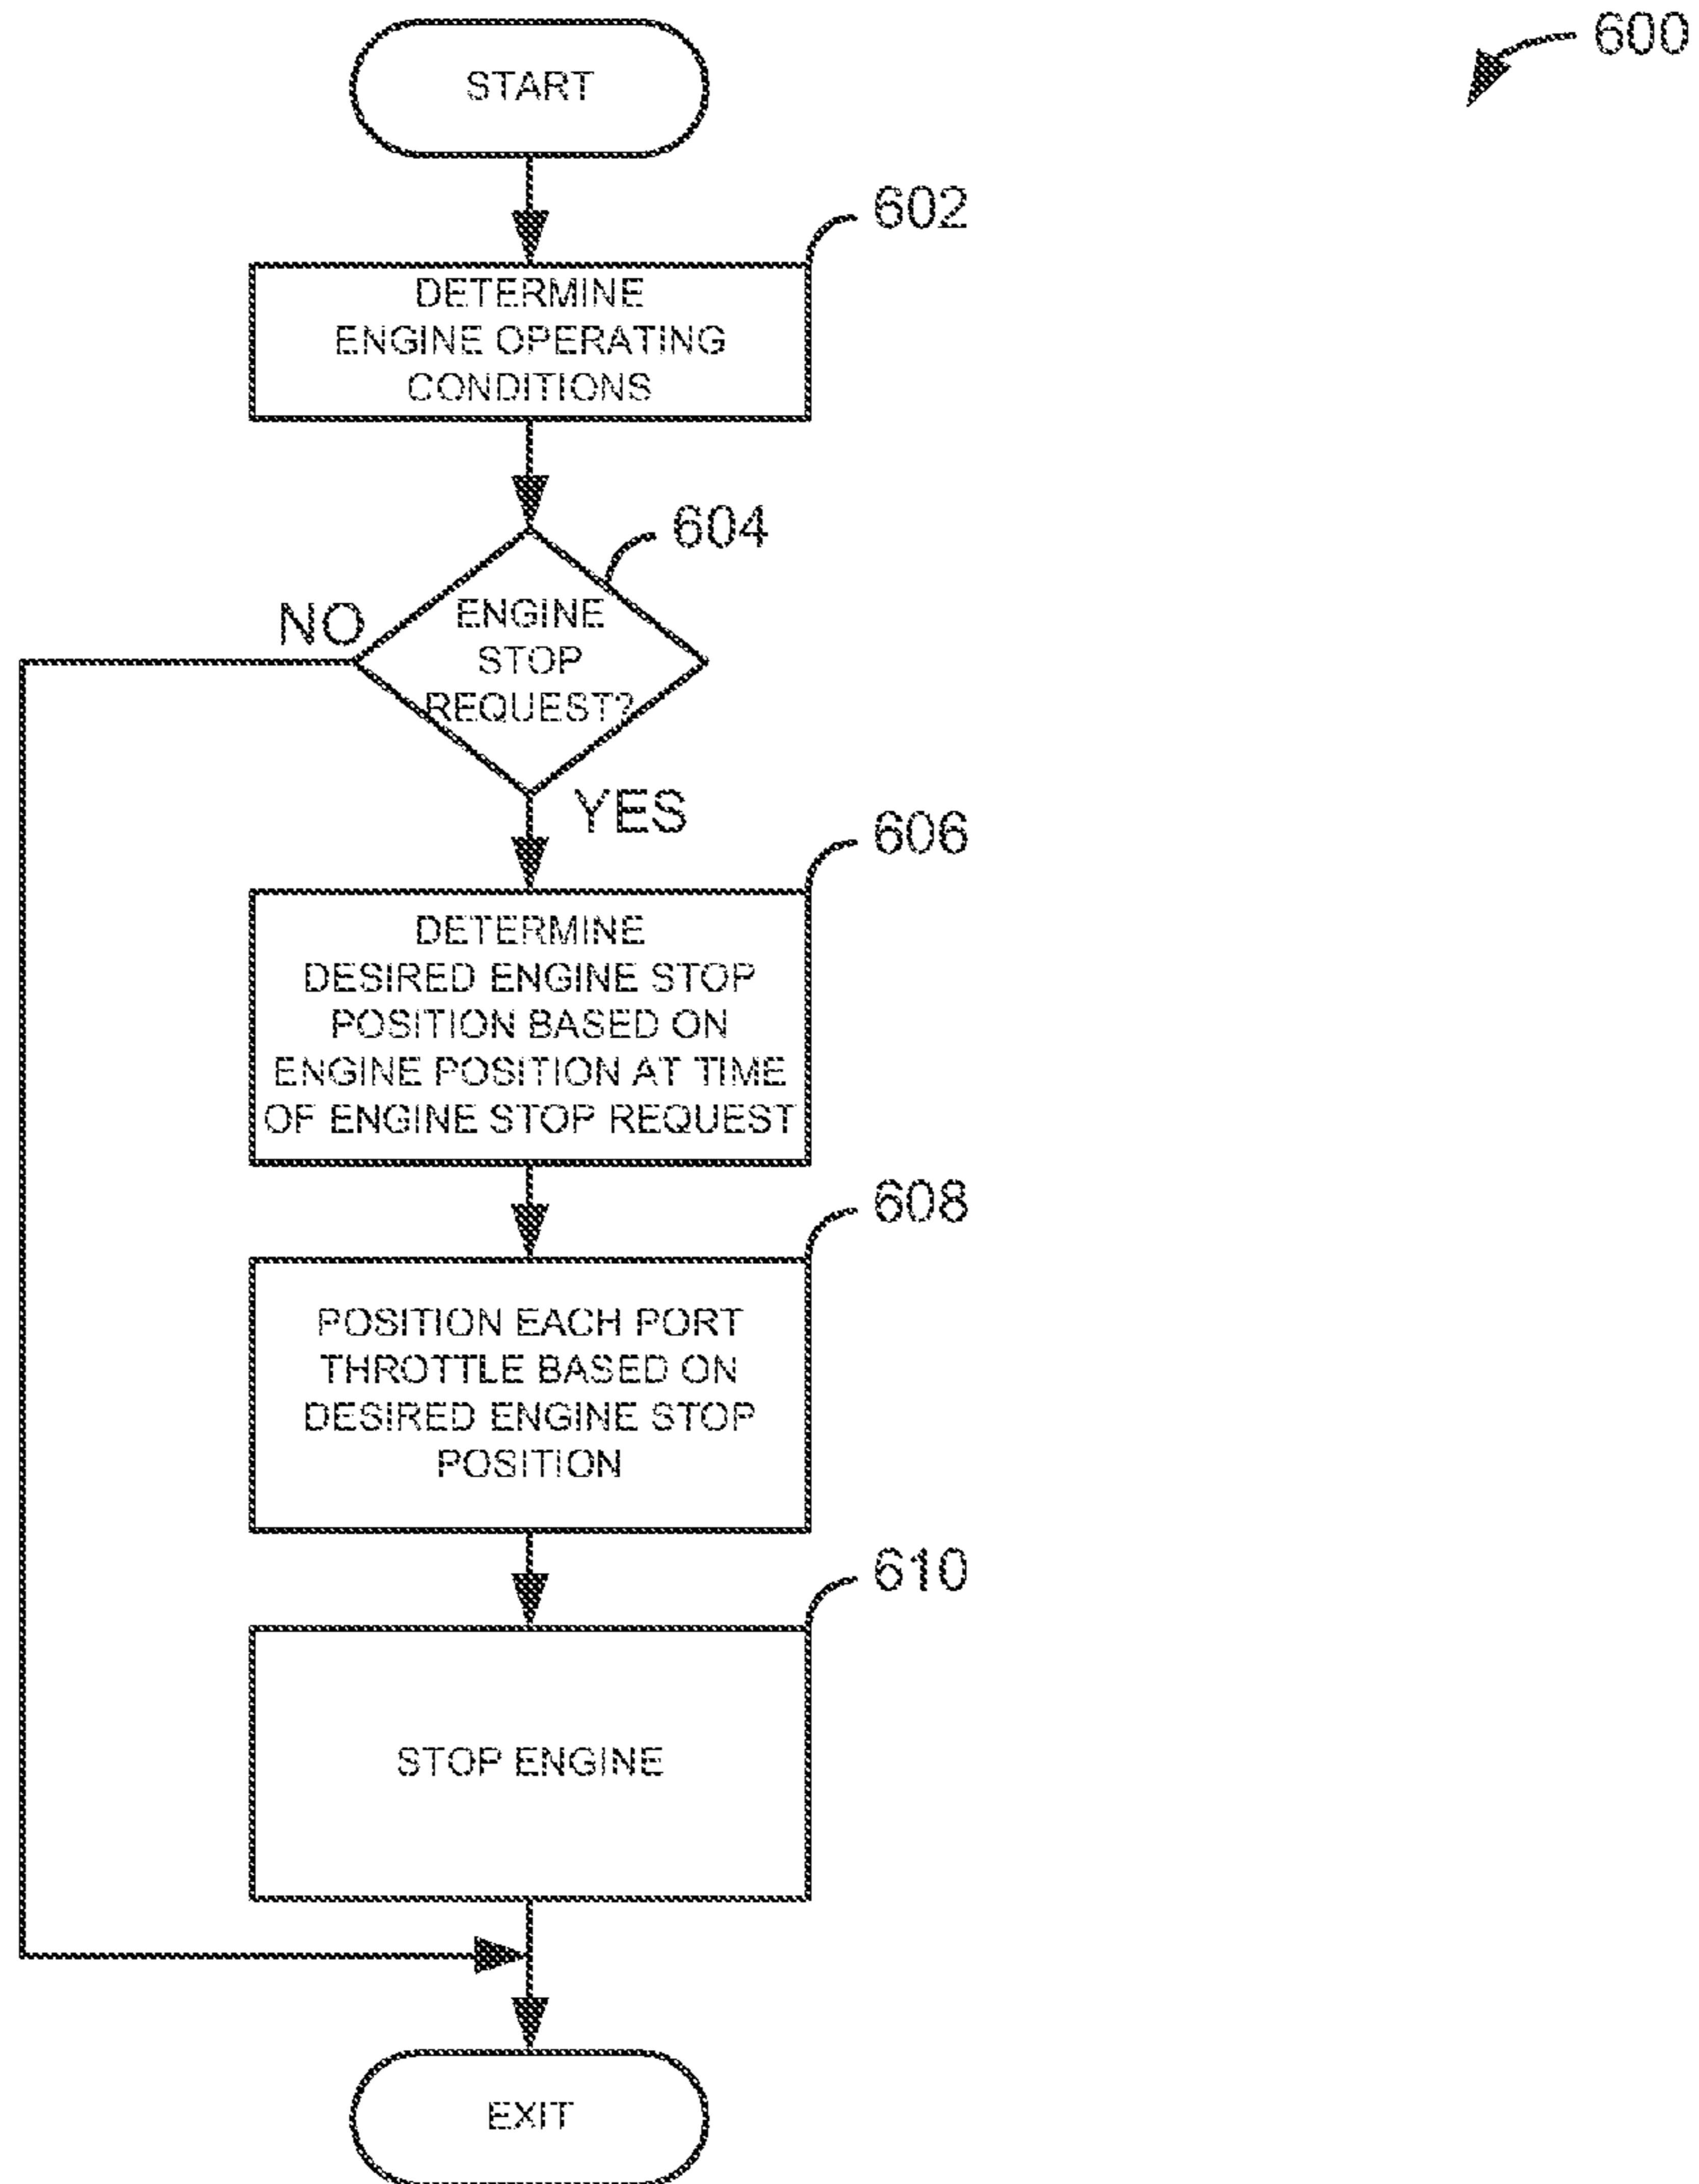 600
START
602
DETERMINE
ENGINE OPERATING
CONDITIONS
604
NO
ENGINE
STOP
REQUEST?
YES
606
DETERMINE
DESIRED ENGINE STOP
POSITION BASED ON
ENGINE POSITION AT TIME
OF ENGINE STOP REQUEST
608
POSITION EACH PORT
THROTTLE BASED ON
DESIRED ENGINE STOP
POSITION
610
STOP ENGINE
EXIT